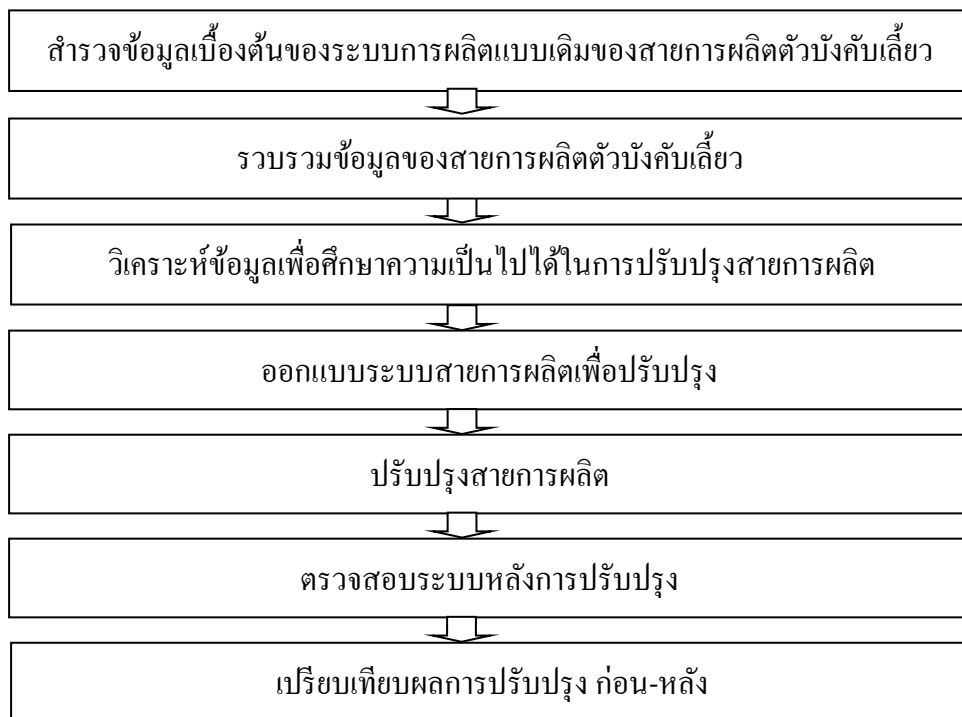 สำรวจข้อมูลเบื้องต้นของระบบการผลิตแบบเดิมของสายการผลิตตัวบังคับเลี้ยว
รวบรวมข้อมูลของสายการผลิตตัวบังคับเลี้ยว
วิเคราะห์ข้อมูลเพื่อศึกษาความเป็นไปได้ในการปรับปรุงสายการผลิต
ออกแบบระบบสายการผลิตเพื่อปรับปรุง
ปรับปรุงสายการผลิต
ตรวจสอบระบบหลังการปรับปรุง
เปรียบเทียบผลการปรับปรุง ก่อน-หลัง